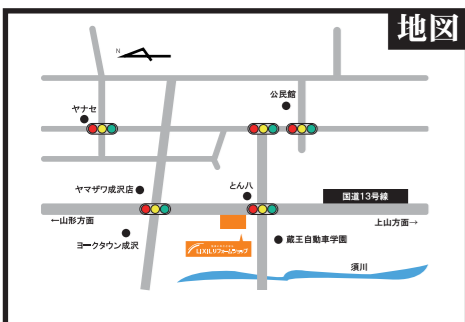 地図
N
公民館
ヤナセ
ヤマザワ成沢店
とん八
国道13号線
←山形方面
上山方面→
ヨークタウン成沢
LIXILリフォームショップ
蔵王自動車学園
須川